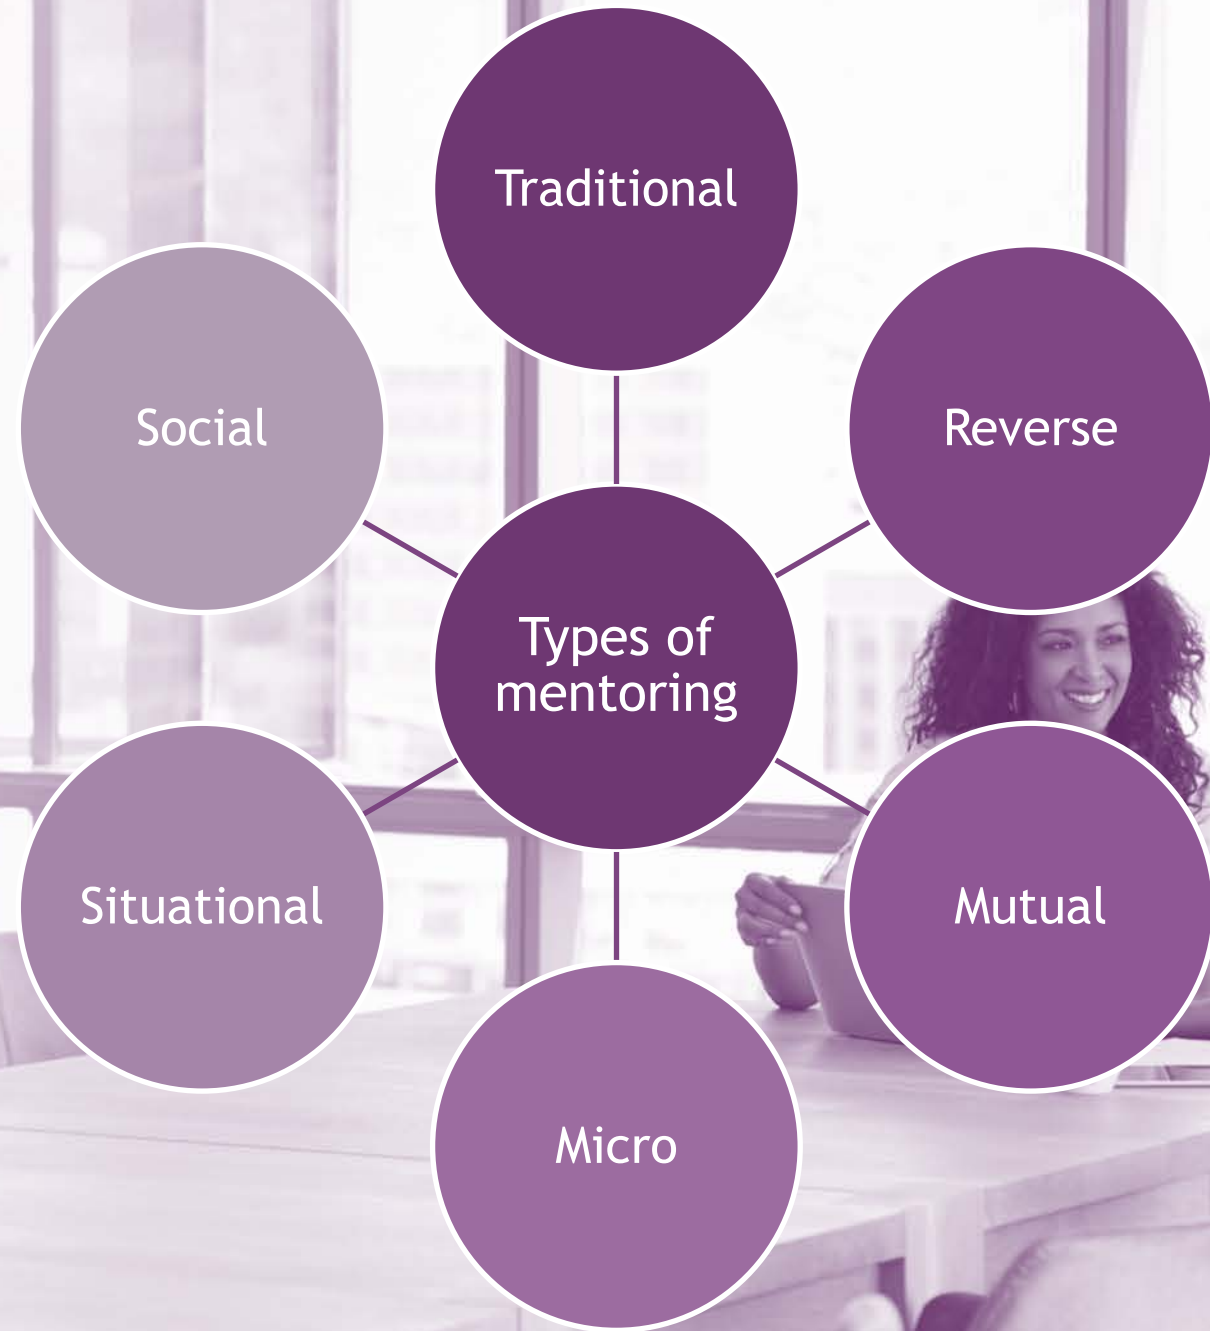 Traditional
Social
Reverse
Types of
mentoring
Situational
Mutual
Micro